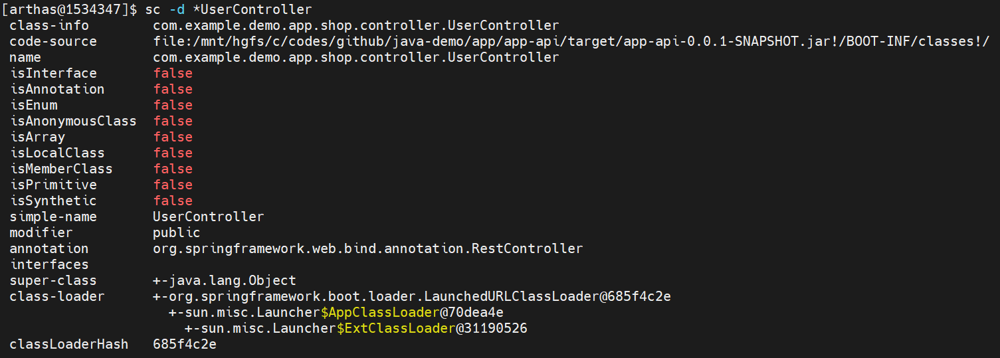 [arthas@1534347]$ sc -d *UserController
class-info        com.example.demo.app.shop.controller.UserController
code-source       file:/mnt/hgfs/c/codes/github/java-demo/app/app-api/target/app-api-0.0.1-SNAPSHOT.jar!/BOOT-INF/classes!/
name              com.example.demo.app.shop.controller.UserController
isInterface       false
isAnnotation      false
isEnum            false
isAnonymousClass  false
isArray           false
isLocalClass      false
isMemberClass     false
isPrimitive       false
isSynthetic       false
simple-name       UserController
modifier          public
annotation        org.springframework.web.bind.annotation.RestController
interfaces
super-class       +-java.lang.Object
class-loader      +-org.springframework.boot.loader.LaunchedURLClassLoader@685f4c2e
                    +-sun.misc.Launcher$AppClassLoader@70dea4e
                      +-sun.misc.Launcher$ExtClassLoader@31190526
classLoaderHash   685f4c2e